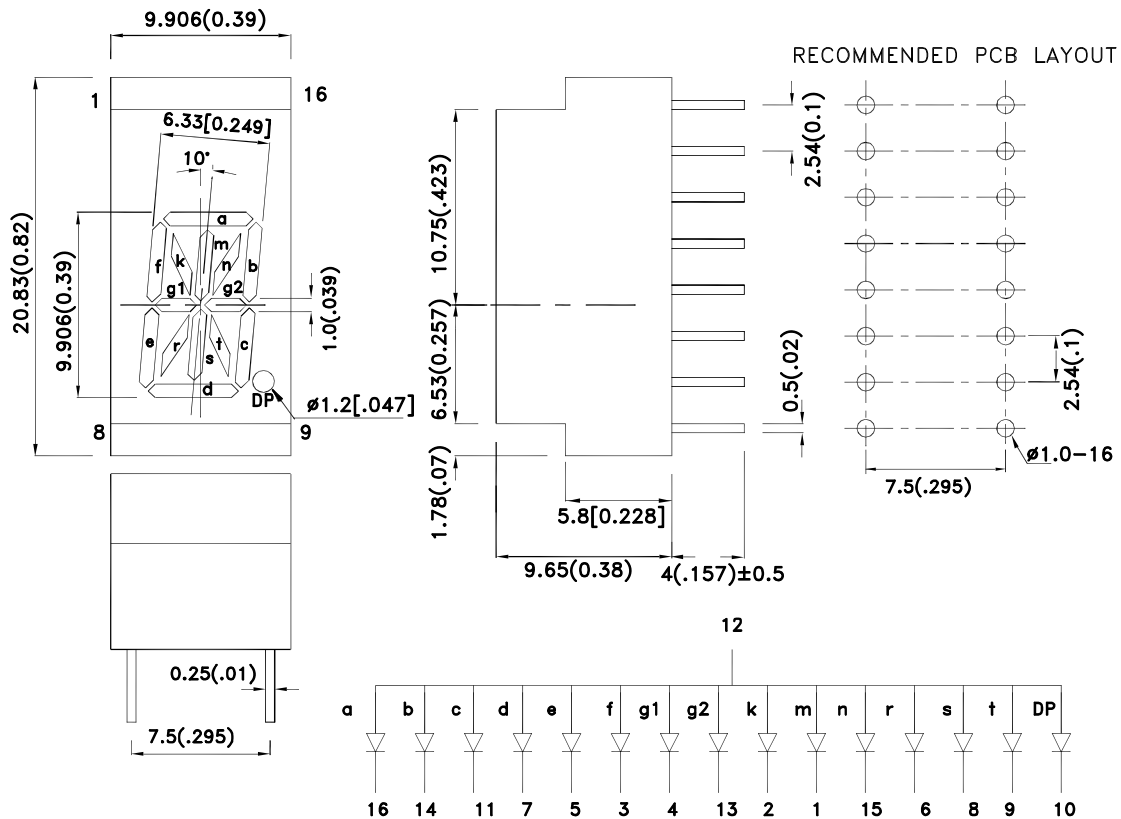 9.906(0.39)
RECOMMENDED PCB LAYOUT
1
16
6.33[0.249]
10°
a
m
k
n
f
b
g1
g2
e
r
t
c
s
d
DP
20.83(0.82)
9.906(0.39)
1.0(.039)
ø1.2[.047]
8
9
10.75(.423)
6.53(0.257)
1.78(.07)
2.54(0.1)
0.5(.02)
2.54(.1)
ø1.0-16
7.5(.295)
5.8[0.228]
9.65(0.38)
4(.157)±0.5
0.25(.01)
7.5(.295)
12
a b c d e f g1 g2 k m n r s t DP
16 14 11 7 5 3 4 13 2 1 15 6 8 9 10